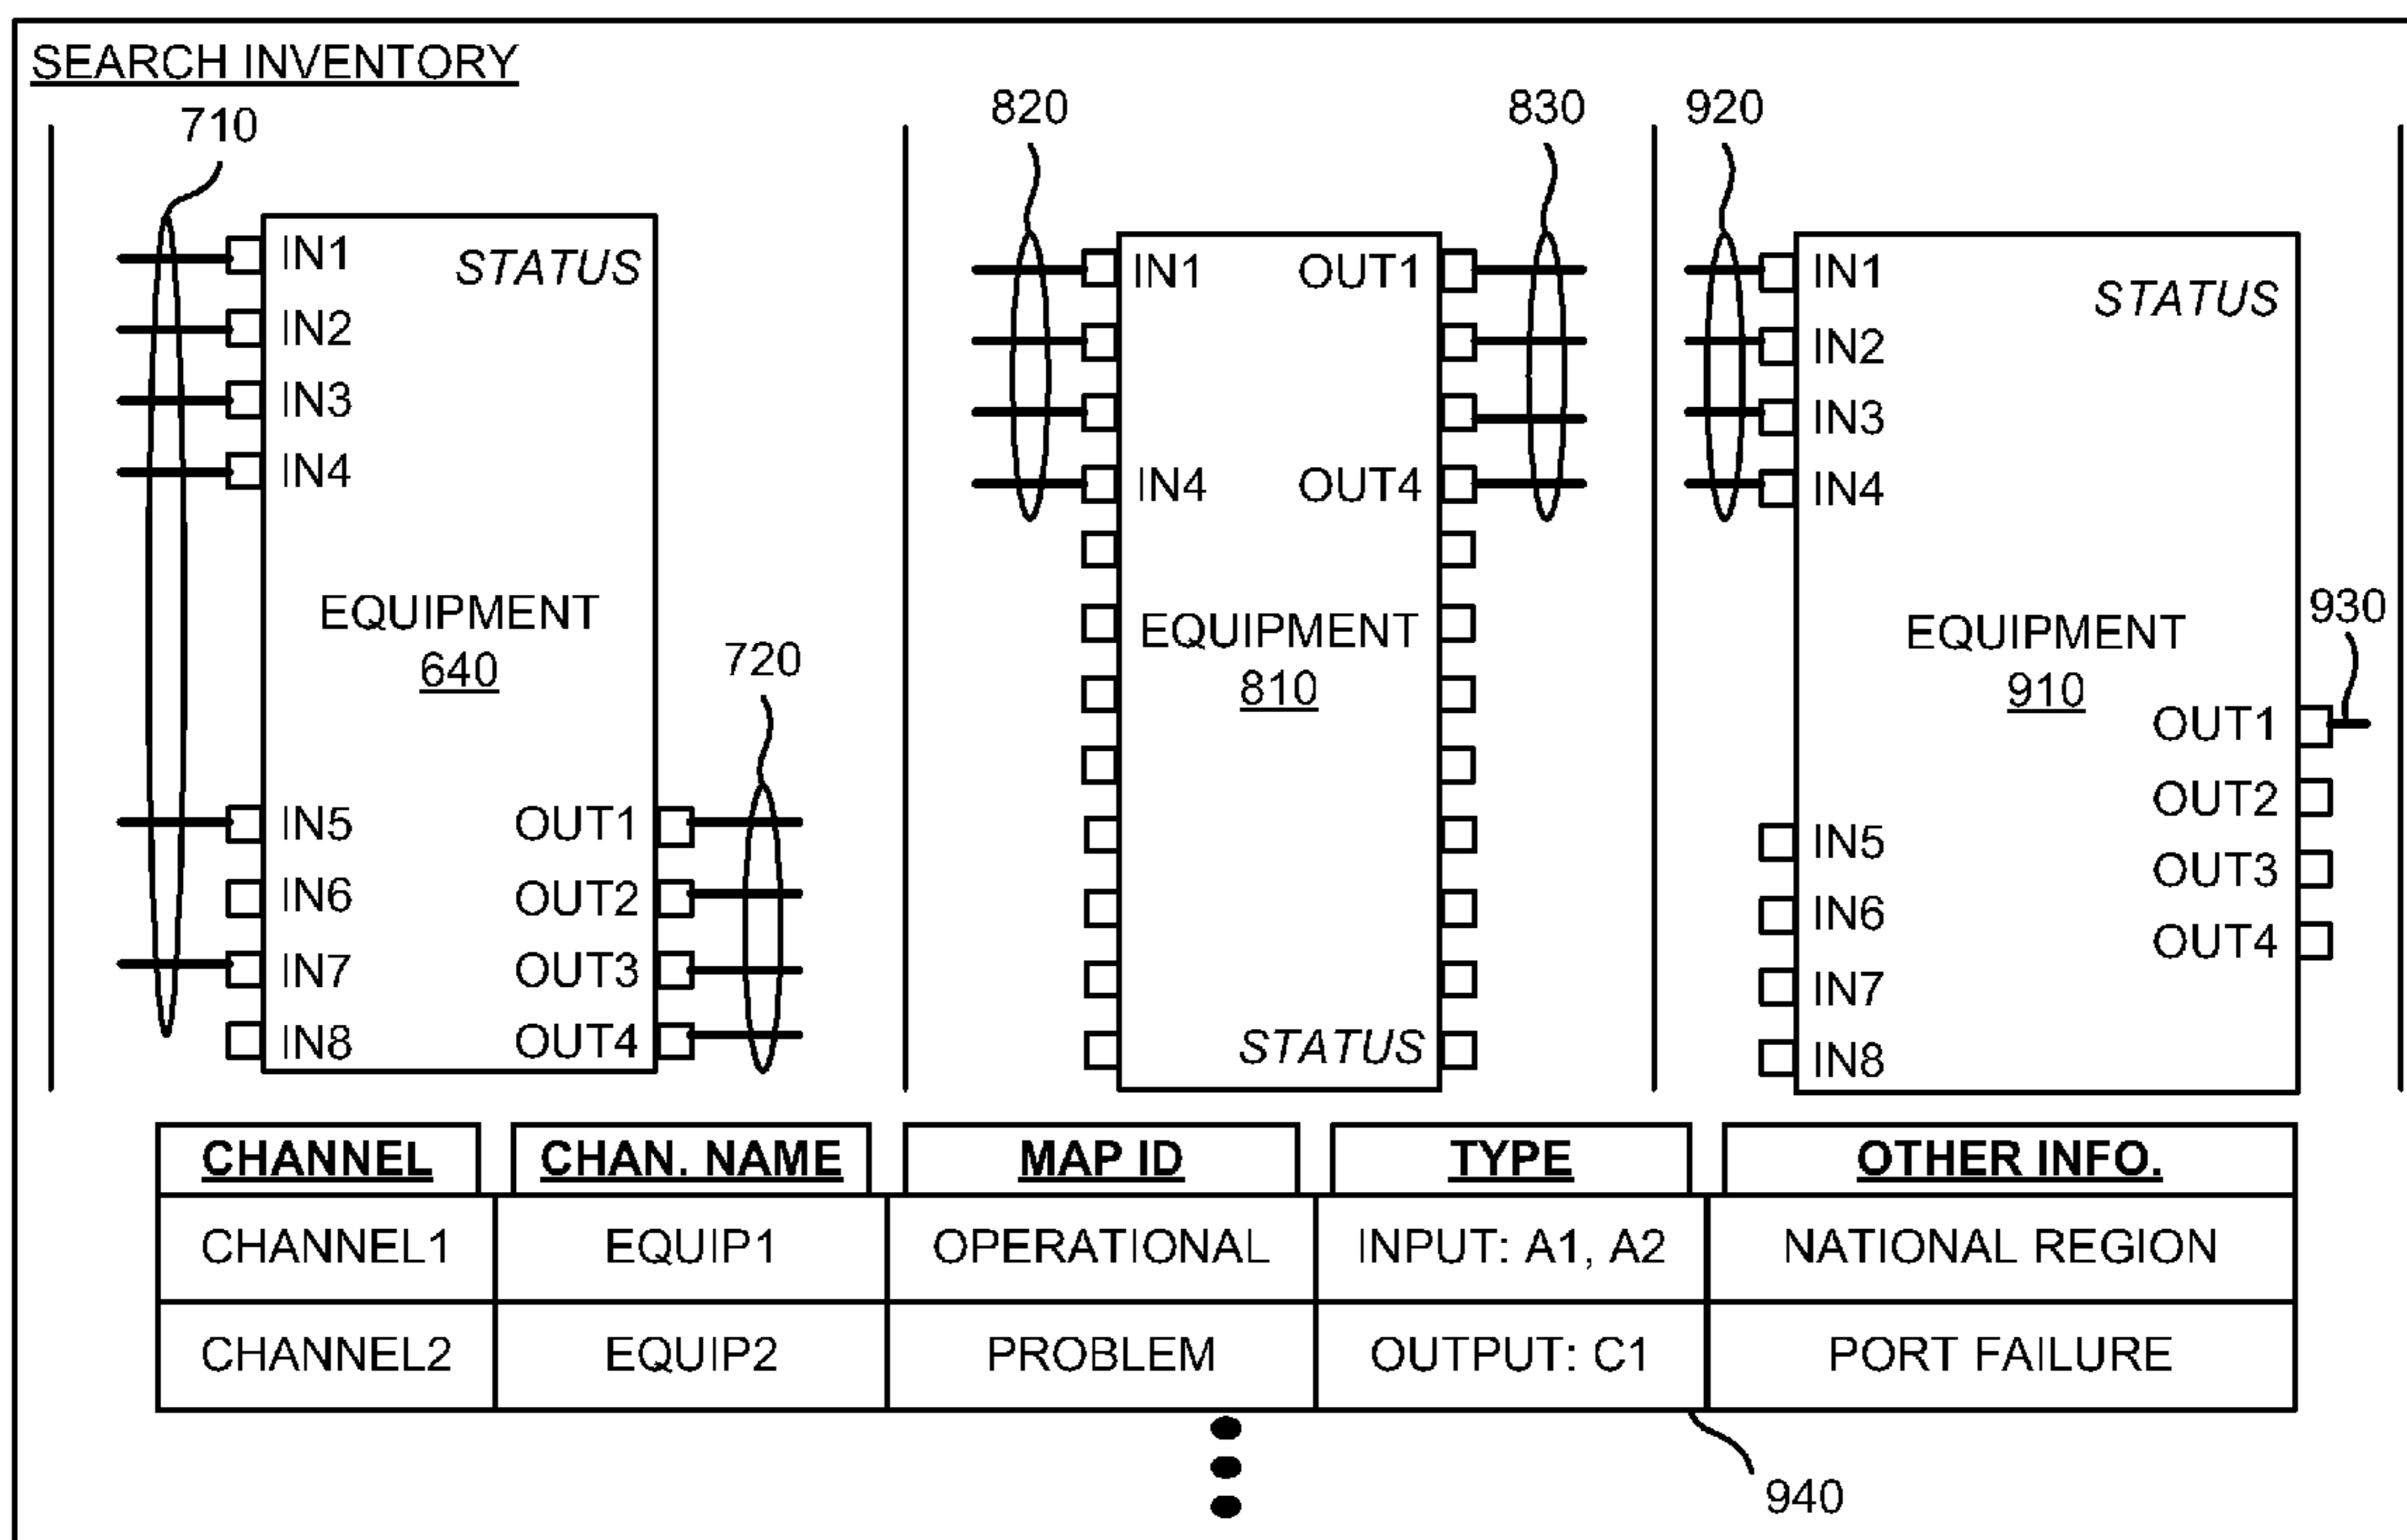 SEARCH INVENTORY
710
820
830
920
IN1
STATUS
IN2
IN3
IN4
EQUIPMENT
640
720
IN5
OUT1
IN6
OUT2
IN7
OUT3
IN8
OUT4
IN1
OUT1
IN4
OUT4
EQUIPMENT
810
STATUS
IN1
STATUS
IN2
IN3
IN4
EQUIPMENT
910
930
OUT1
OUT2
IN5
OUT3
IN6
OUT4
IN7
IN8
CHANNEL CHAN. NAME MAP ID TYPE OTHER INFO.
CHANNEL1 EQUIP1 OPERATIONAL INPUT: A1, A2 NATIONAL REGION
CHANNEL2 EQUIP2 PROBLEM OUTPUT: C1 PORT FAILURE
940